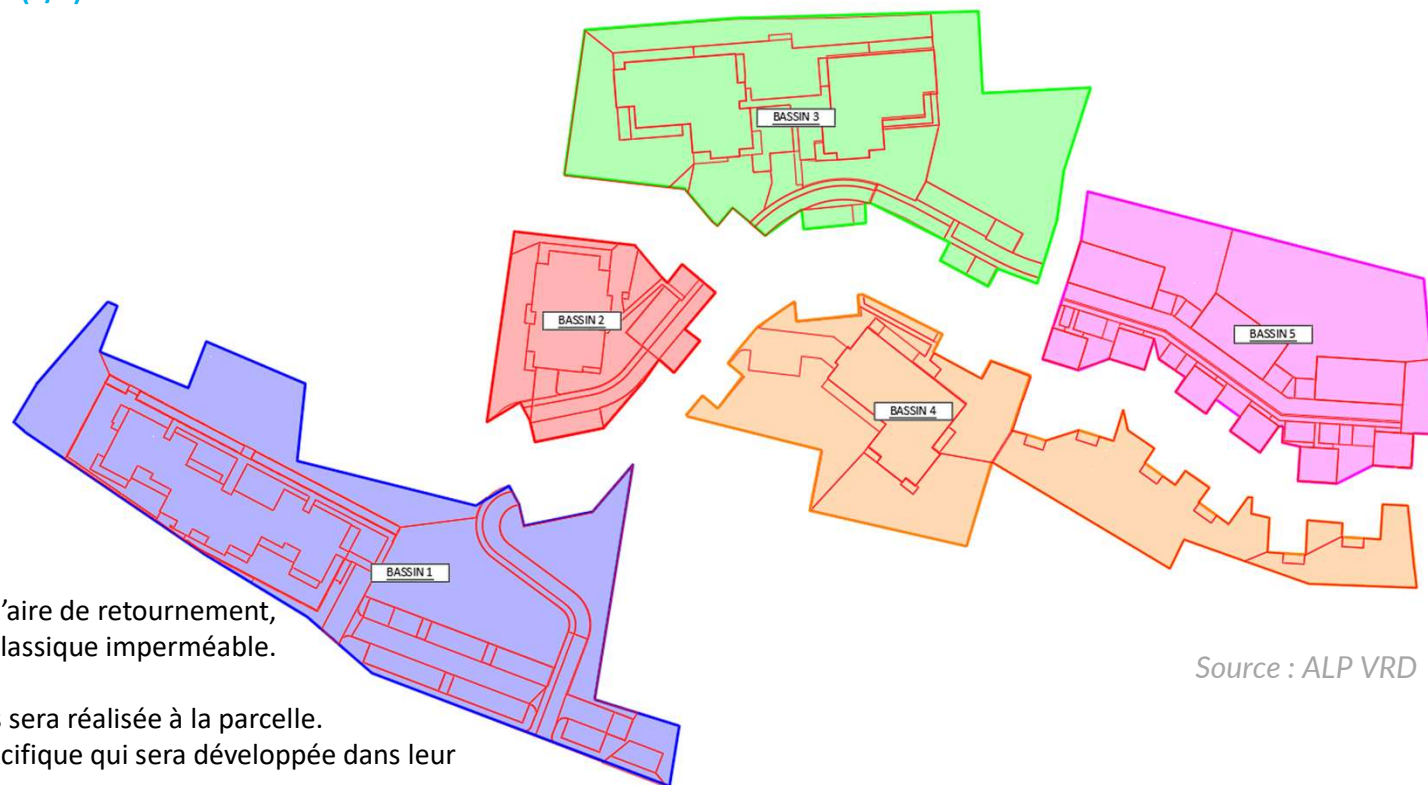 BASSIN 3
BASSIN 2
BASSIN 5
BASSIN 4
BASSIN 1
'aire de retournement,
lassique imperméable.
Source : ALP VRD
sera réalisée à la parcelle.
cifique qui sera développée dans leur